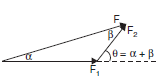 F
β
F₂
α
θ = α + β
F₁